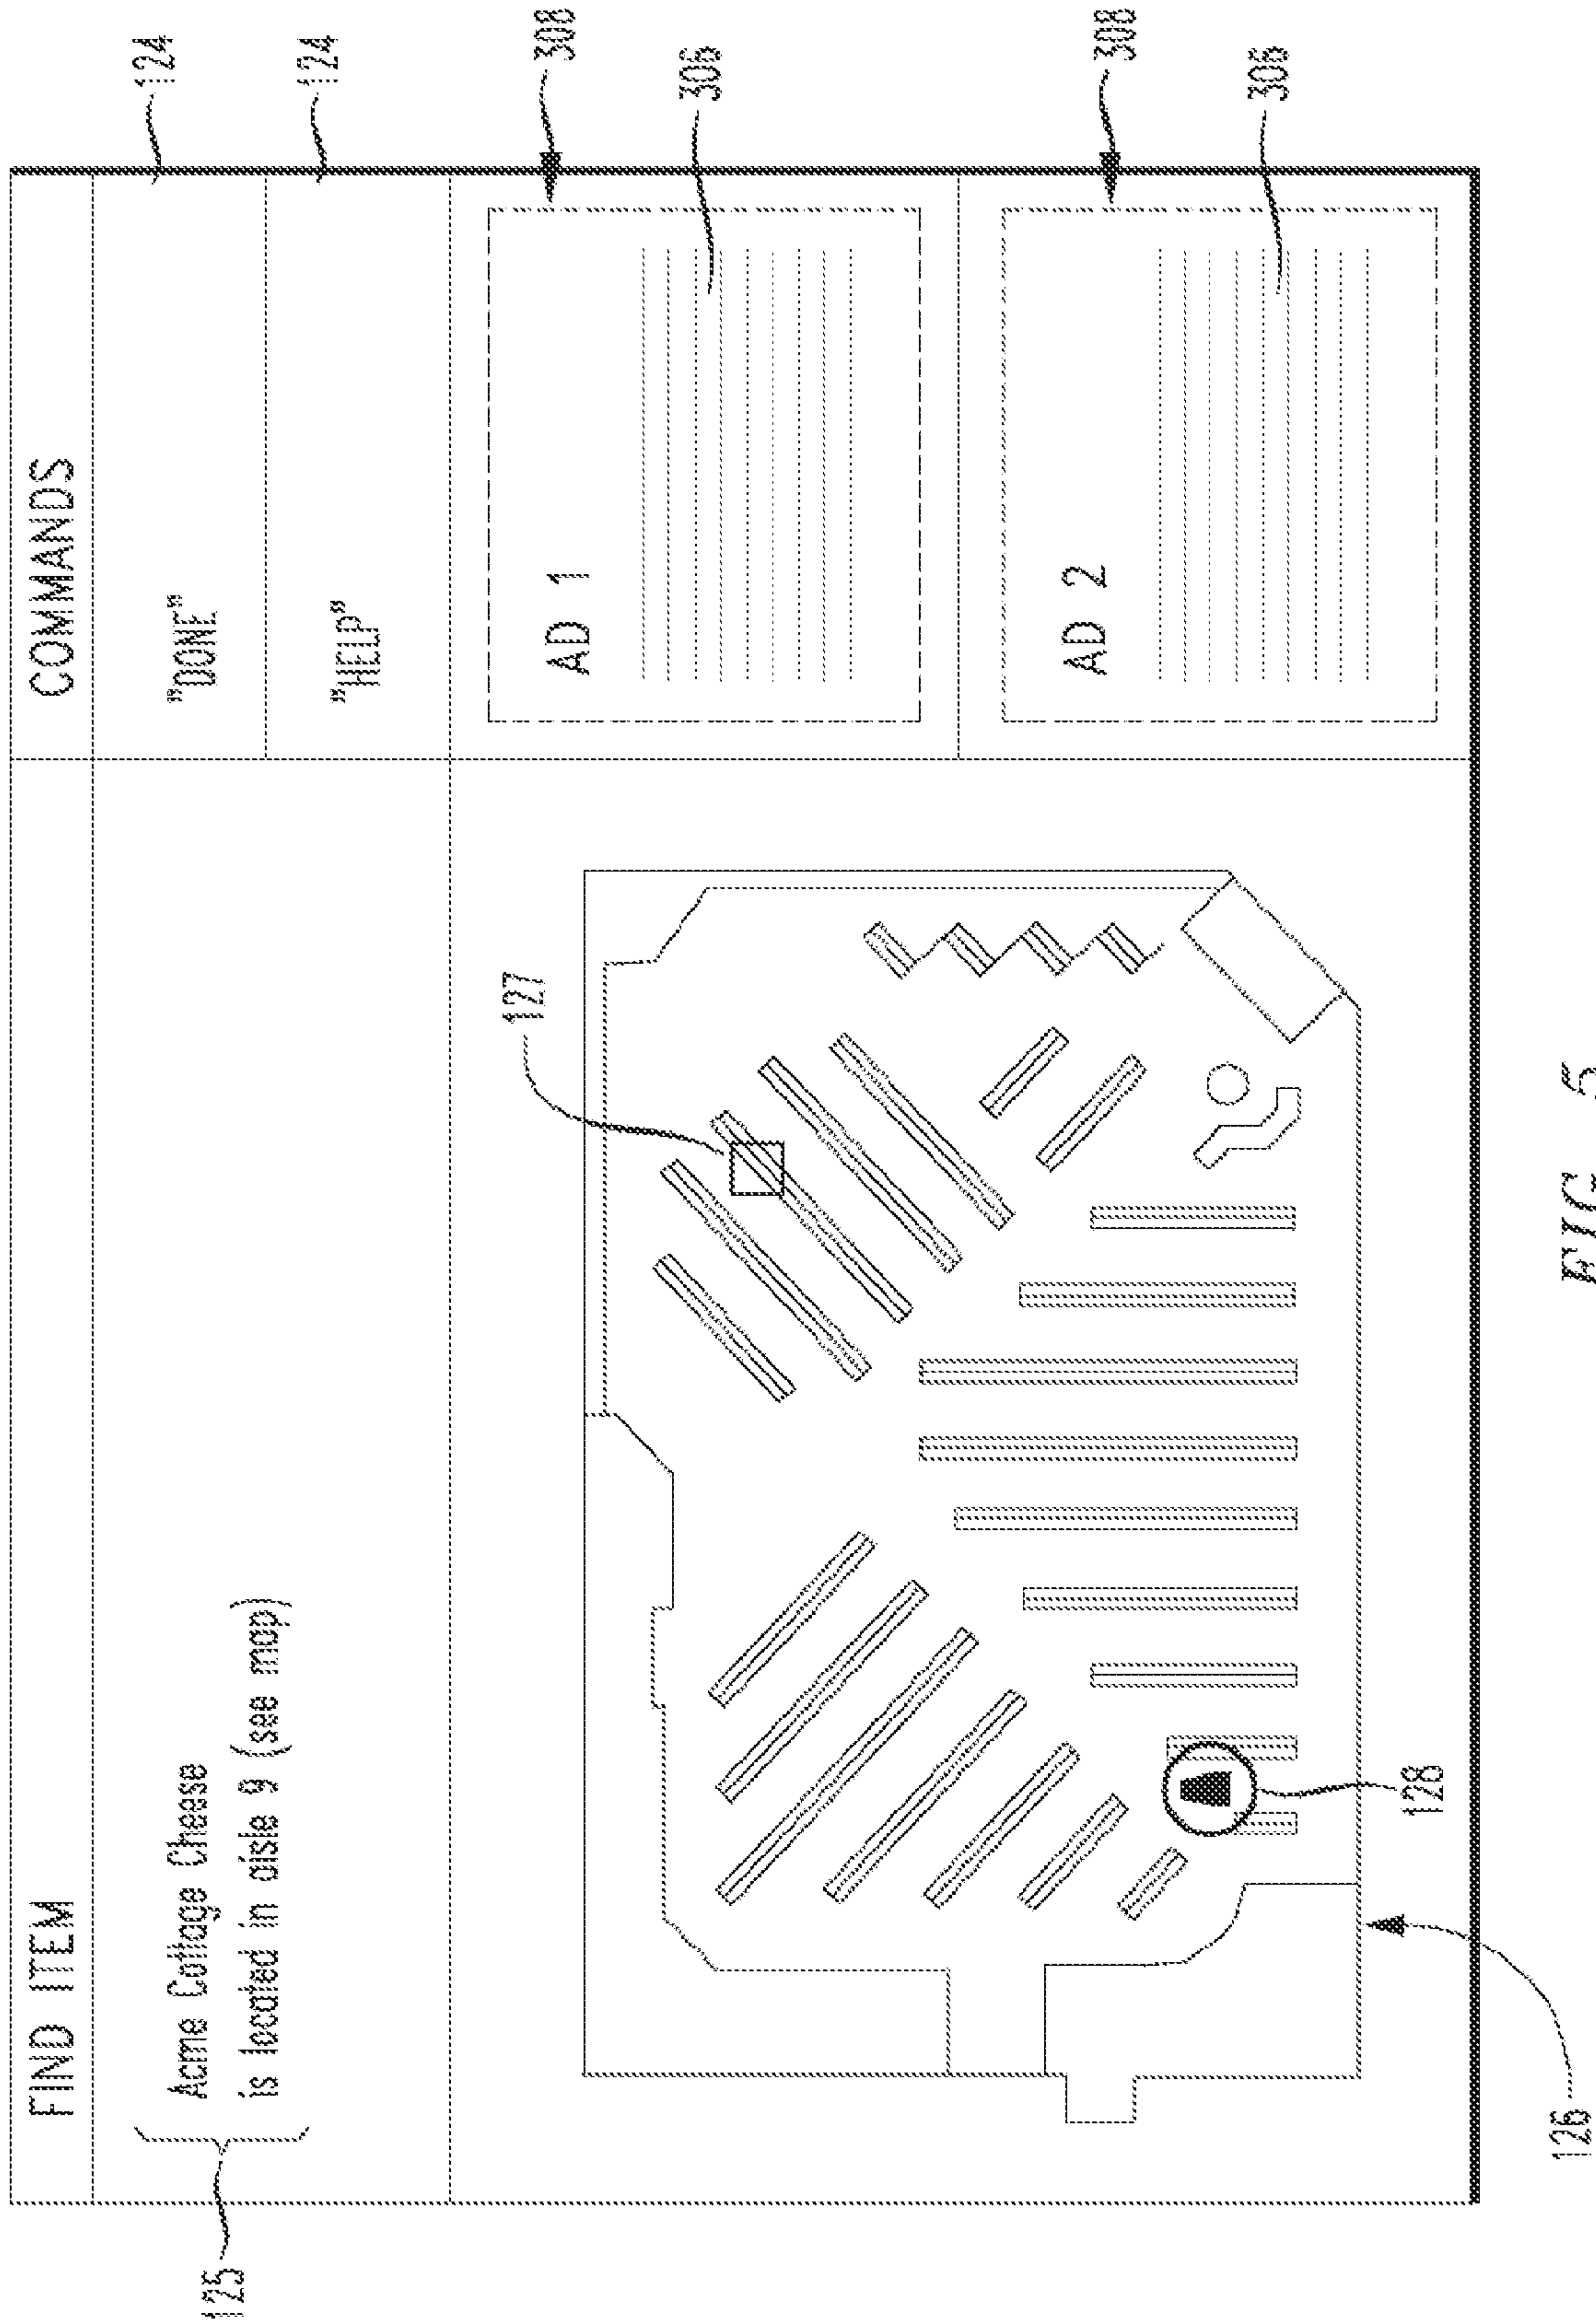 FIND ITEM
COMMANDS
125
Acme Cottage Cheese
is located in aisle 9 (see map)
"DONE"
124
"HELP"
124
127
AD 1
308
306
128
126
AD 2
308
306
FIG. 5